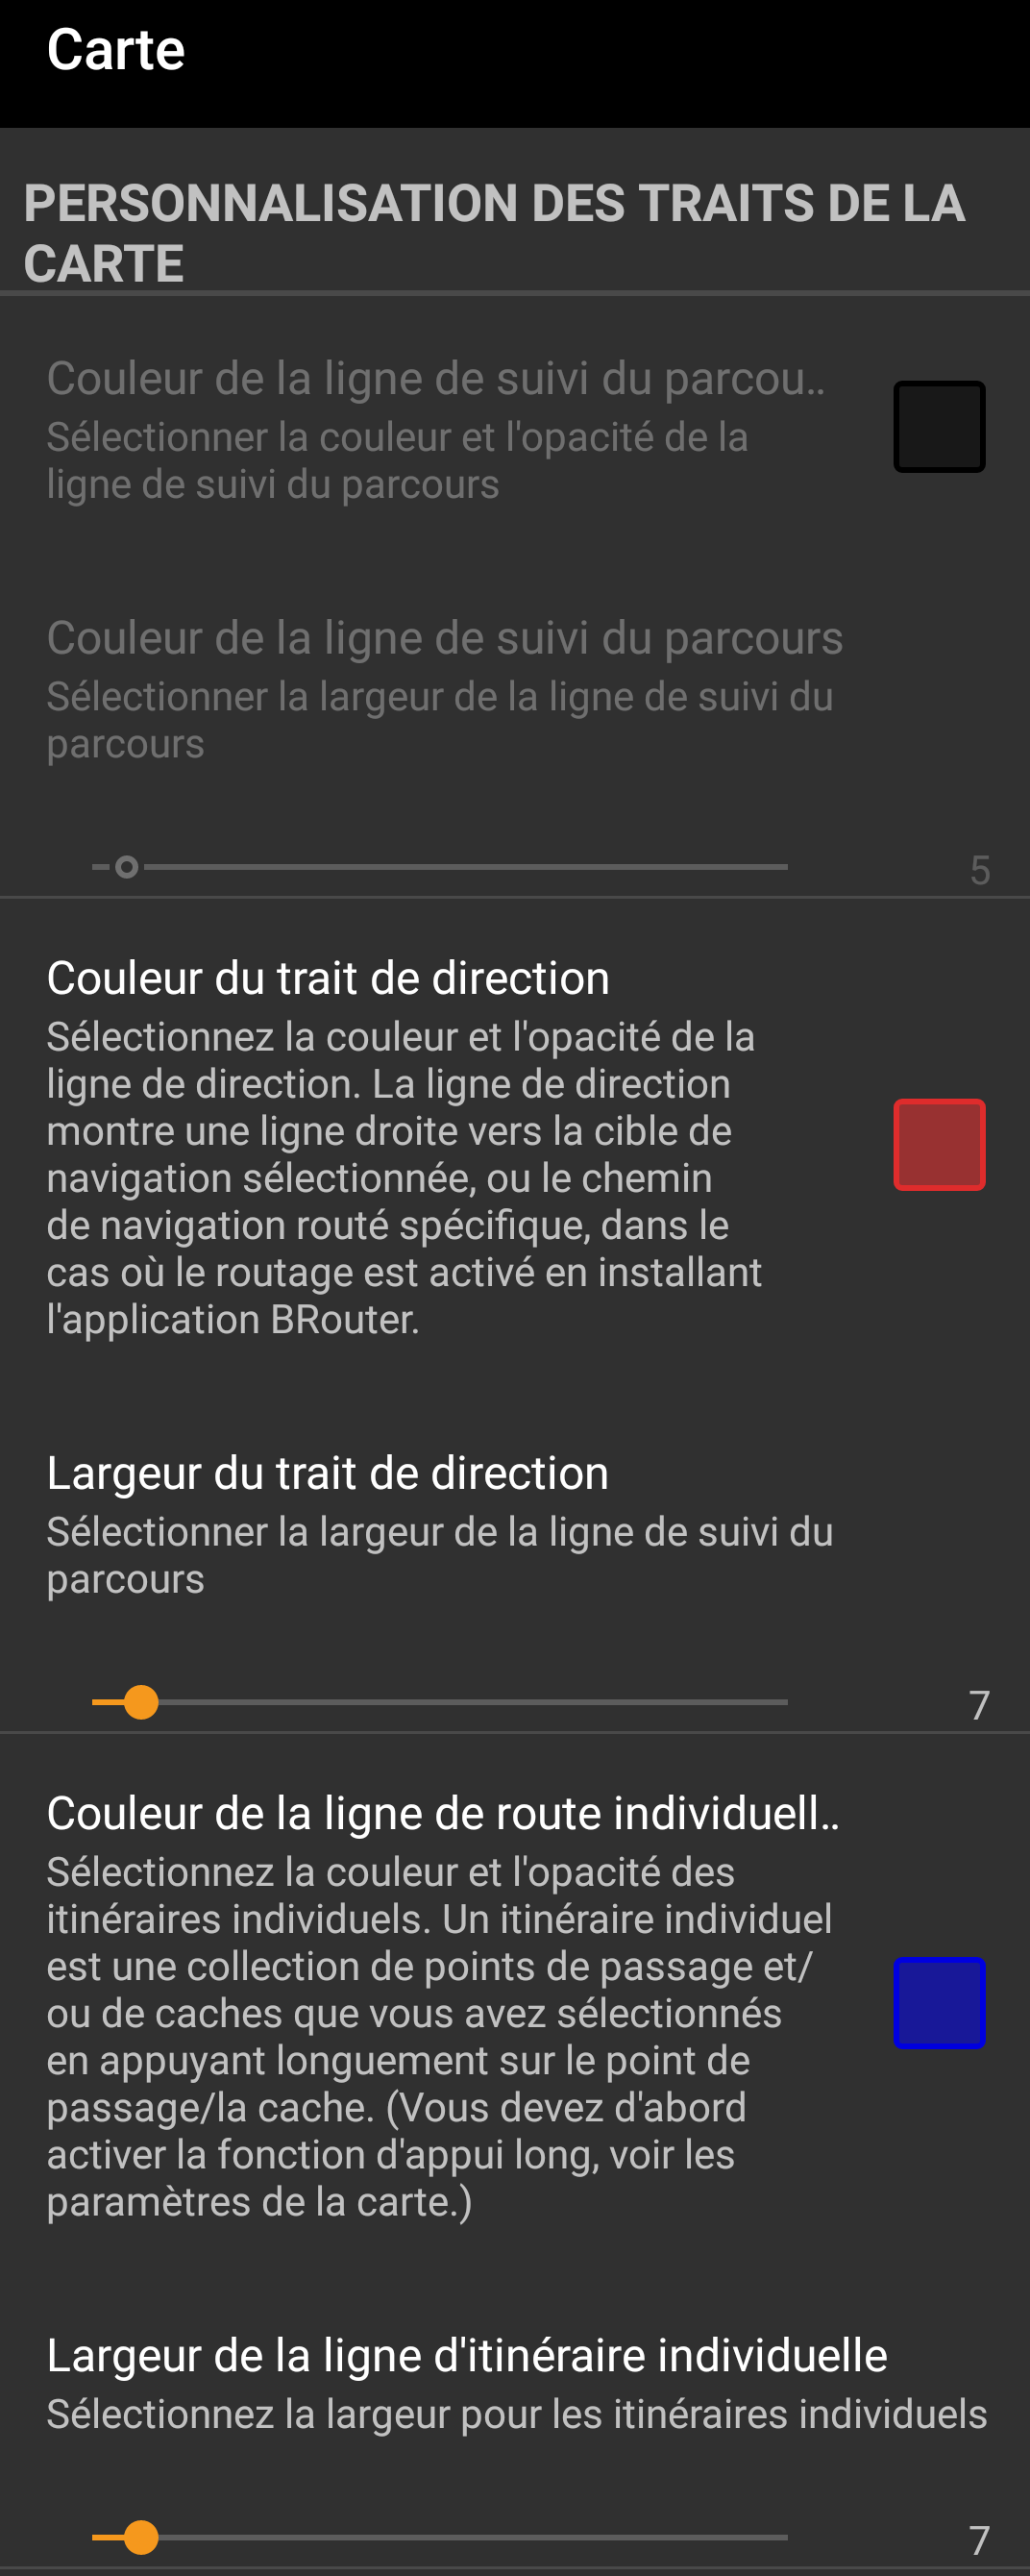 Carte
PERSONNALISATION DES TRAITS DE LA
CARTE
Couleur de la ligne de suivi du parcou..
Sélectionner la couleur et l'opacité de la
ligne de suivi du parcours
Couleur de la ligne de suivi du parcours
Sélectionner la largeur de la ligne de suivi du
parcours
5
Couleur du trait de direction
Sélectionnez la couleur et l'opacité de la
ligne de direction. La ligne de direction
montre une ligne droite vers la cible de
navigation sélectionnée, ou le chemin
de navigation routé spécifique, dans le
cas où le routage est activé en installant
l'application BRouter.
Largeur du trait de direction
Sélectionner la largeur de la ligne de suivi du
parcours
7
Couleur de la ligne de route individuell..
Sélectionnez la couleur et l'opacité des
itinéraires individuels. Un itinéraire individuel
est une collection de points de passage et/
ou de caches que vous avez sélectionnés
en appuyant longuement sur le point de
passage/la cache. (Vous devez d'abord
activer la fonction d'appui long, voir les
paramètres de la carte.)
Largeur de la ligne d'itinéraire individuelle
Sélectionnez la largeur pour les itinéraires individuels
7